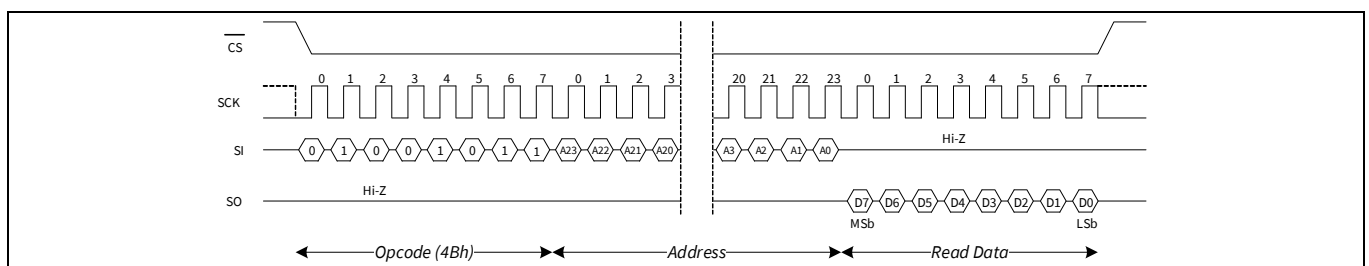 CS
0 1 2 3 4 5 6 7 0 1 2 3 20 21 22 23 0 1 2 3 4 5 6 7
SCK
Hi-Z
SI 0 1 0 0 1 0 1 1 A23 A22 A21 A20 A3 A2 A1 A0
Hi-Z
SO D7 D6 D5 D4 D3 D2 D1 D0
MSb LSb
Opcode (4Bh) Address Read Data